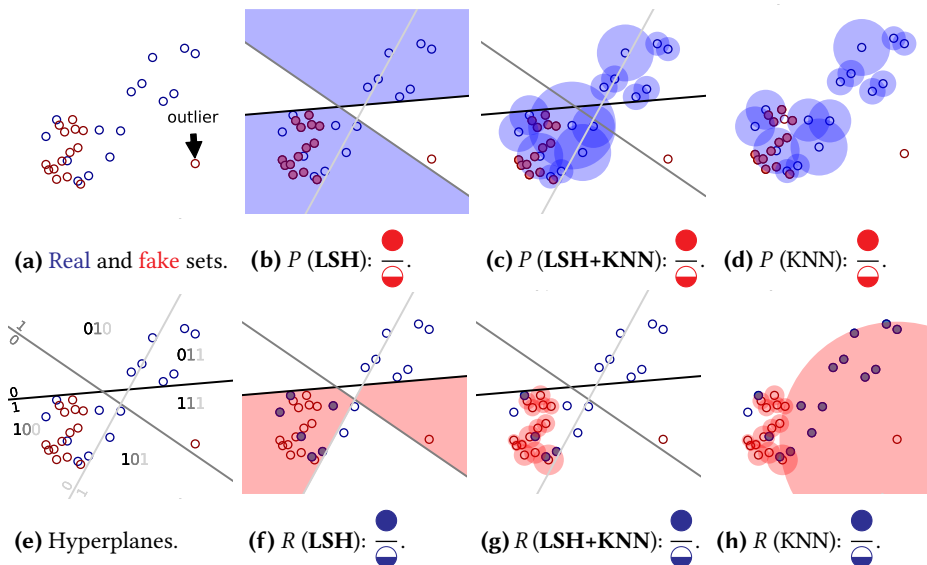 outlier
(a) Real and fake sets.
(b) P (LSH): .
(c) P (LSH+KNN): .
(d) P (KNN): .
1
0
010
011
0
1
111
100
101
0
1
(e) Hyperplanes.
(f) R (LSH): .
(g) R (LSH+KNN): .
(h) R (KNN): .